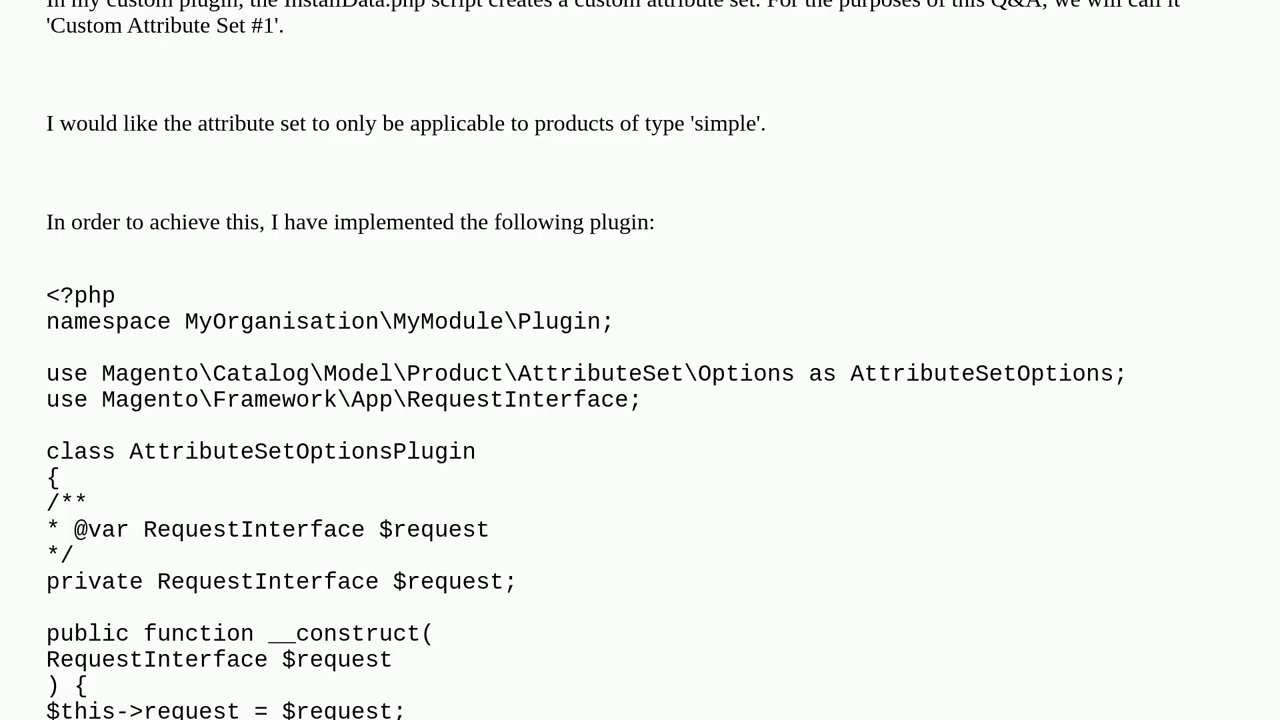 In my custom plugin, the InstallData.php script creates a custom attribute set. For the purposes of this Q&A, we will call it
'Custom Attribute Set #1'.
I would like the attribute set to only be applicable to products of type 'simple'.
In order to achieve this, I have implemented the following plugin:
<?php
namespace MyOrganisation\MyModule\Plugin;
use Magento\Catalog\Model\Product\AttributeSet\Options as AttributeSetOptions;
use Magento\Framework\App\RequestInterface;
class AttributeSetOptionsPlugin
{
/**
* @var RequestInterface $request
*/
private RequestInterface $request;
public function __construct(
RequestInterface $request
) {
$this->request = $request;